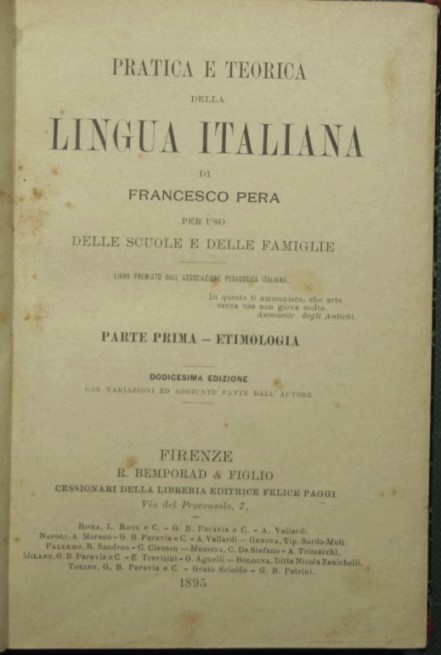 PRATICA E TEORICA
DELLA
LINGUA ITALIANA
DI
FRANCESCO PERA
PER USO
DELLE SCUOLE E DELLE FAMIGLIE
LIBRO PREMIATO DALL'ASSOCIAZIONE PEDAGOGICA ITALIANA.
Di questo ti ammonisco, che arte
senza uso non giova molto.
Ammaestr. degli Antichi.
PARTE PRIMA — ETIMOLOGIA
DODICESIMA EDIZIONE
CON VARIAZIONI ED AGGIUNTE FATTE DALL'AUTORE
FIRENZE
R. BEMPORAD & FIGLIO
CESSIONARI DELLA LIBRERIA EDITRICE FELICE PAGGI
Via del Proconsolo, 7.
ROMA, L. Roux e C. - G. B. Paravia e C. - A. Vallardi.
NAPOLI, A. Morano - G. B. Paravia e C. - A. Vallardi — GENOVA, Tip. Sordo-Muti.
PALERMO, R. Sandron - C. Clausen — MESSINA, C. De Stefano - A. Trimarchi.
MILANO, G. B. Paravia e C. - E. Trevisini - G. Agnelli — BOLOGNA, Ditta Nicola Zanichelli.
TORINO, G. B. Paravia e C. - Grato Scioldo - G. B. Petrini.
1895